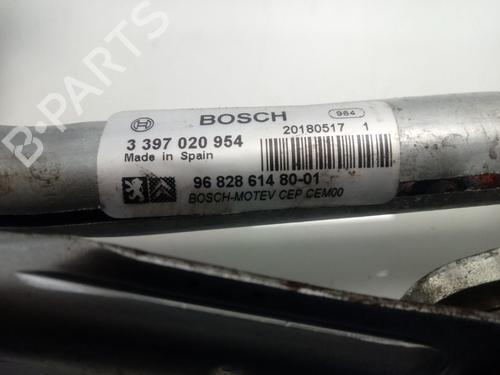 B-PARTS
BOSCH
984
3 397 020 954
20180517 1
Made in Spain
96 828 614 80-01
BOSCH-MOTEV CEP CEM00